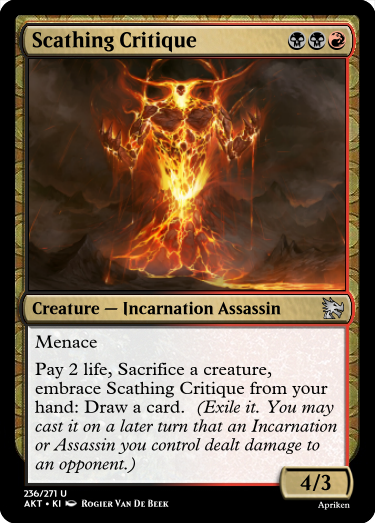 Scathing Critique
Creature — Incarnation Assassin
Menace
Pay 2 life, Sacrifice a creature,
embrace Scathing Critique from your
hand: Draw a card. (Exile it. You may
cast it on a later turn that an Incarnation
or Assassin you control dealt damage to
an opponent.)
4/3
236/271 U
AKT • KI Rogier Van De Beek
Apriken